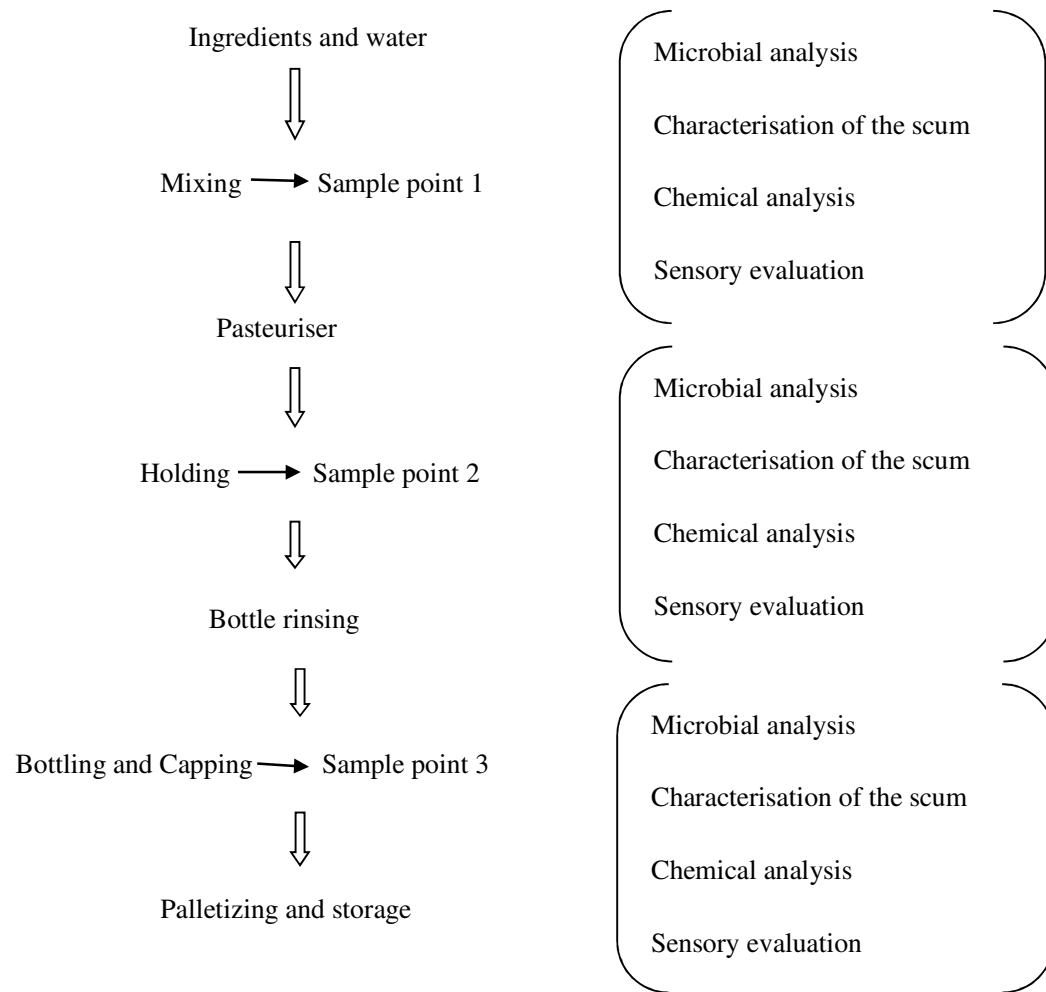 Ingredients and water
Mixing
Sample point 1
Pasteuriser
Holding
Sample point 2
Bottle rinsing
Bottling and Capping
Sample point 3
Palletizing and storage
Microbial analysis
Characterisation of the scum
Chemical analysis
Sensory evaluation
Microbial analysis
Characterisation of the scum
Chemical analysis
Sensory evaluation
Microbial analysis
Characterisation of the scum
Chemical analysis
Sensory evaluation